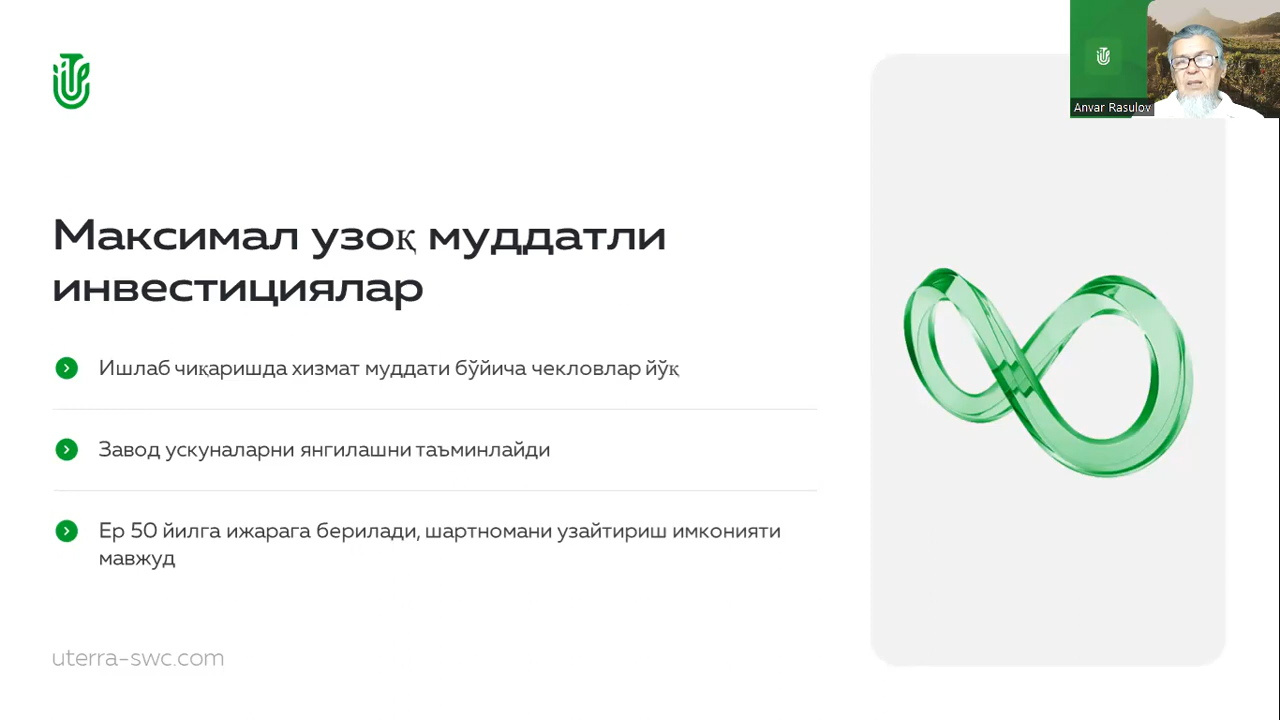 Anvar Rasulov
Максимал узоқ муддатли
инвестициялар
Ишлаб чиқаришда хизмат муддати бўйича чекловлар йўқ
Завод ускуналарни янгилашни таъминлайди
Ер 50 йилга ижарага берилади, шартномани узайтириш имконияти
мавжуд
uterra-swc.com